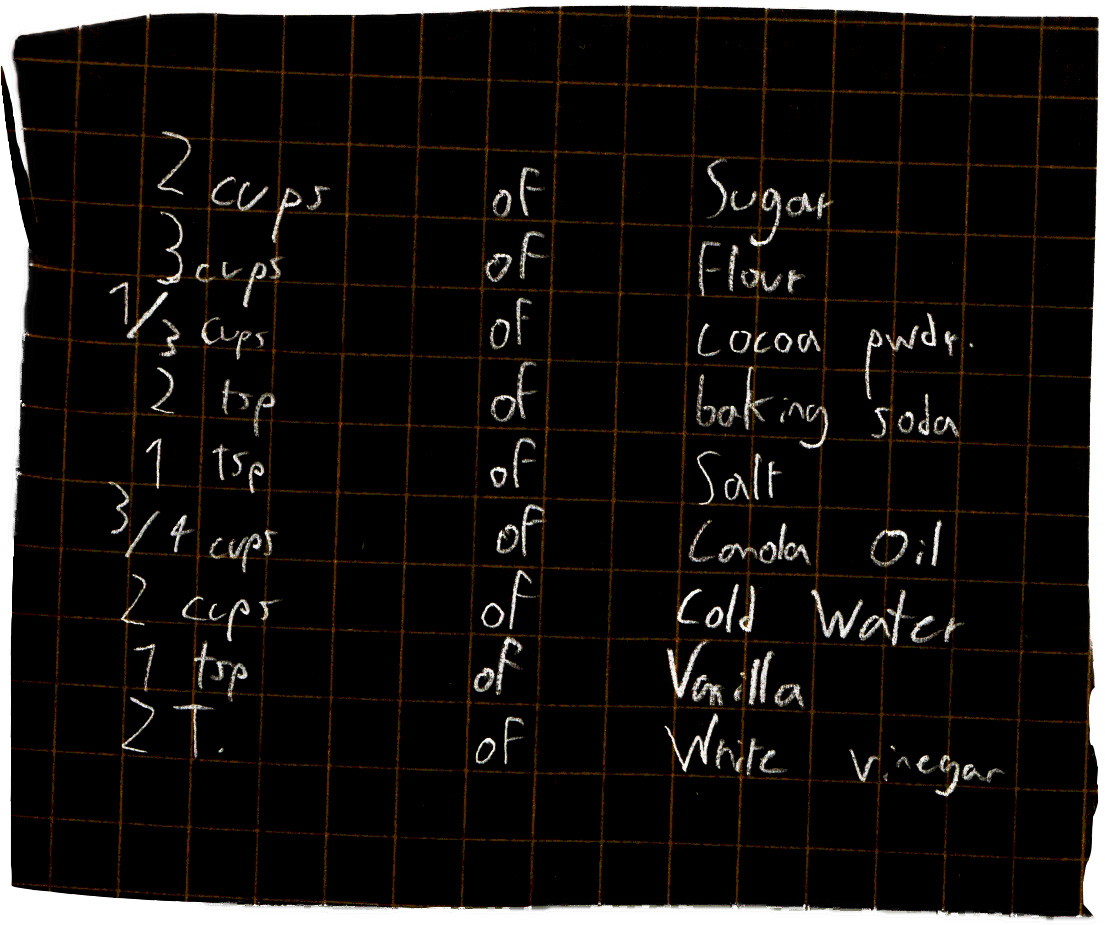 2 cups of Sugar
3 cups of Flour
1/3 cups of cocoa pwdr.
2 tsp of baking soda
1 tsp of Salt
3/4 cups of Canola Oil
2 cups of Cold Water
1 tsp of Vanilla
2 T. of White vinegar